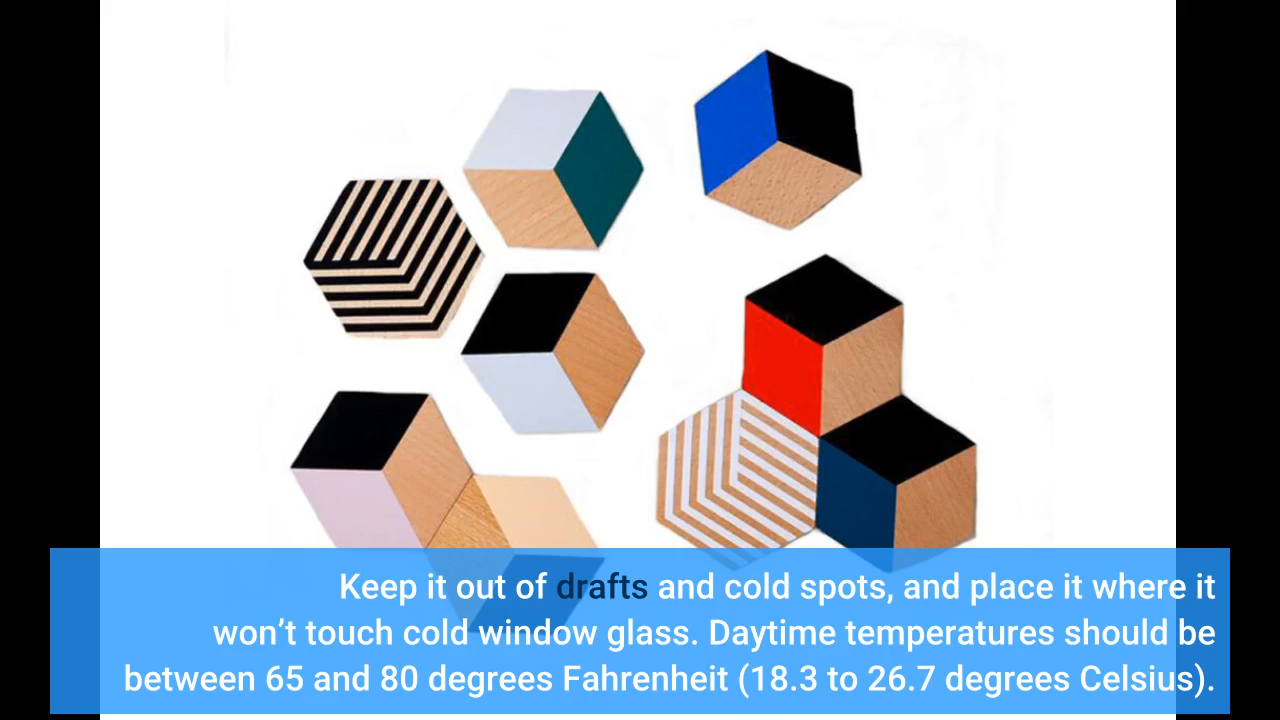 Keep it out of drafts and cold spots, and place it where it
won’t touch cold window glass. Daytime temperatures should be
between 65 and 80 degrees Fahrenheit (18.3 to 26.7 degrees Celsius).